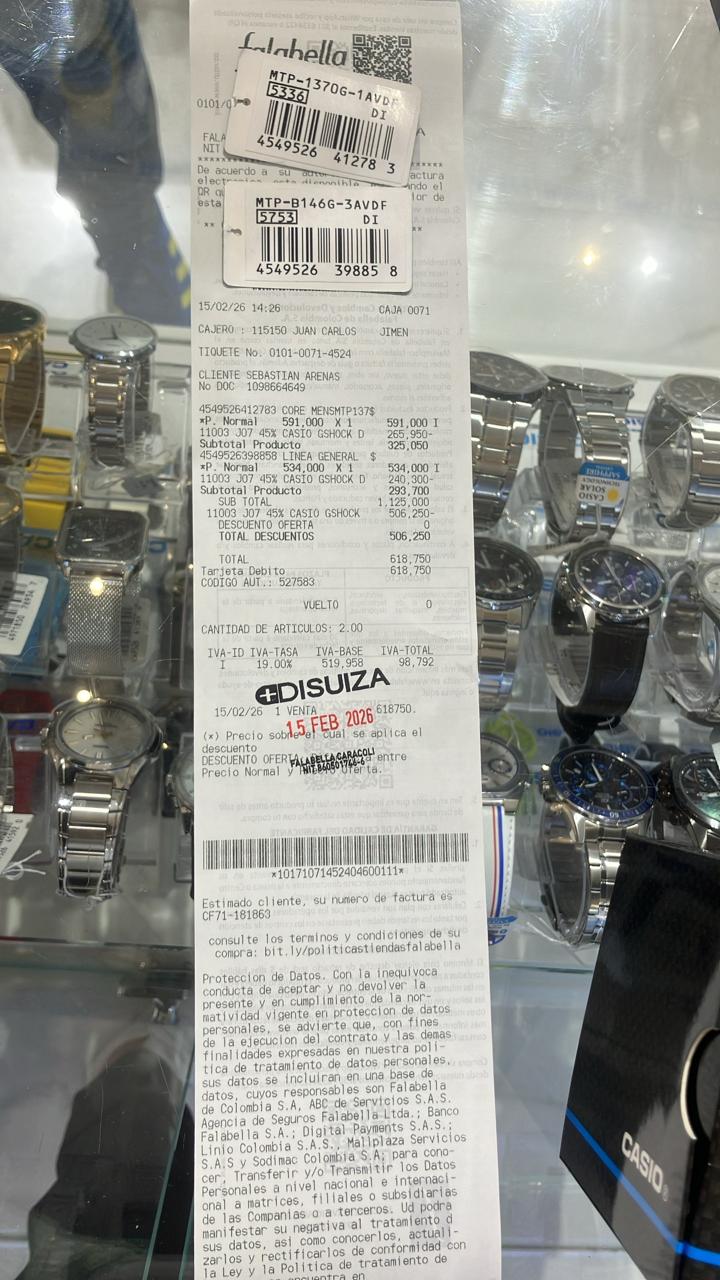 falabella
MTP-1370G-1AVDF
5336 DI
4549526 41278 3
0101/0
FALA
NIT
De acuerdo a su
electronica, esta disponible
QR
esta
MTP-B146G-3AVDF
5753 DI
4549526 39885 8
15/02/26 14:26 CAJA 0071
CAJERO : 115150 JUAN CARLOS JIMEN
TIQUETE No. 0101-0071-4524
CLIENTE SEBASTIAN ARENAS
No DOC 1098664649
4549526412783 CORE MENSMTP137$
*P. Normal 591,000 X 1 591,000 I
11003 J07 45% CASIO GSHOCK D 265,950-
Subtotal Producto 325,050
4549526398858 LINEA GENERAL $
*P. Normal 534,000 X 1 534,000 I
11003 J07 45% CASIO GSHOCK D 240,300-
Subtotal Producto 293,700
SUB TOTAL 1,125,000
11003 J07 45% CASIO GSHOCK 506,250-
DESCUENTO OFERTA 0
TOTAL DESCUENTOS 506,250
TOTAL 618,750
Tarjeta Debito 618,750
CODIGO AUT.: 527583
VUELTO 0
CANTIDAD DE ARTICULOS: 2.00
IVA-ID IVA-TASA IVA-BASE IVA-TOTAL
I 19.00% 519,958 98,792
DISUIZA
15/02/26 1 VENTA 618750.
15 FEB 2026
(*) Precio sobre el cual se aplica el
descuento
DESCUENTO OFERTA entre
FALABELLA CARACOLI
Precio Normal y Precio Oferta.
*10171071452404600111*
Estimado cliente, su numero de factura es
CF71-181863
consulte los terminos y condiciones de su
compra: bit.ly/politicastiendasfalabella
Proteccion de Datos. Con la inequivoca
conducta de aceptar y no devolver la
presente y en cumplimiento de la nor-
matividad vigente en proteccion de datos
personales, se advierte que, con fines
de la ejecucion del contrato y las demas
finalidades expresadas en nuestra poli-
tica de tratamiento de datos personales,
sus datos se incluiran en una base de
datos, cuyos responsables son Falabella
de Colombia S.A, ABC de Servicios S.A.S.
Agencia de Seguros Falabella Ltda.; Banco
Falabella S.A.; Digital Payments S.A.S.;
Linio Colombia S.A.S., Mallplaza Servicios
S.A.S y Sodimac Colombia S.A; para cono-
cer, Transferir y/o Transmitir los Datos
Personales a nivel nacional e internaci-
onal a matrices, filiales o subsidiarias
de las Companias o a terceros. Ud podra
manifestar su negativa al tratamiento d
sus datos, asi como conocerlos, actuali-
zarlos y rectificarlos de conformidad con
la Ley y la Politica de tratamiento de
CASIO
SAPPHIRE
CASIO
SOLAR